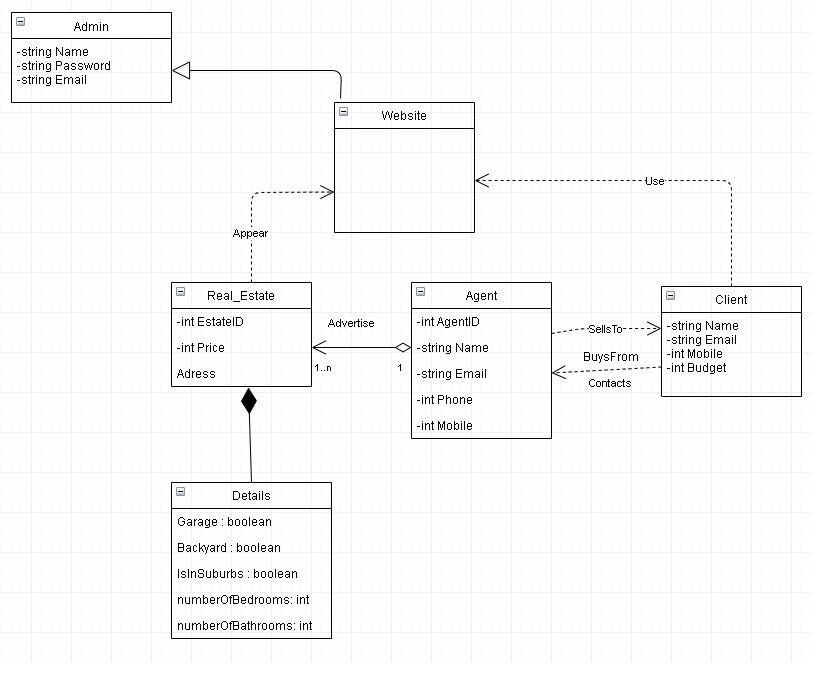 Admin
-string Name
-string Password
-string Email
Website
Use
Appear
Real_Estate
-int EstateID
-int Price
Adress
Advertise
1..n
1
Agent
-int AgentID
-string Name
-string Email
-int Phone
-int Mobile
SellsTo
BuysFrom
Contacts
Client
-string Name
-string Email
-int Mobile
-int Budget
Details
Garage : boolean
Backyard : boolean
IsInSuburbs : boolean
numberOfBedrooms: int
numberOfBathrooms: int